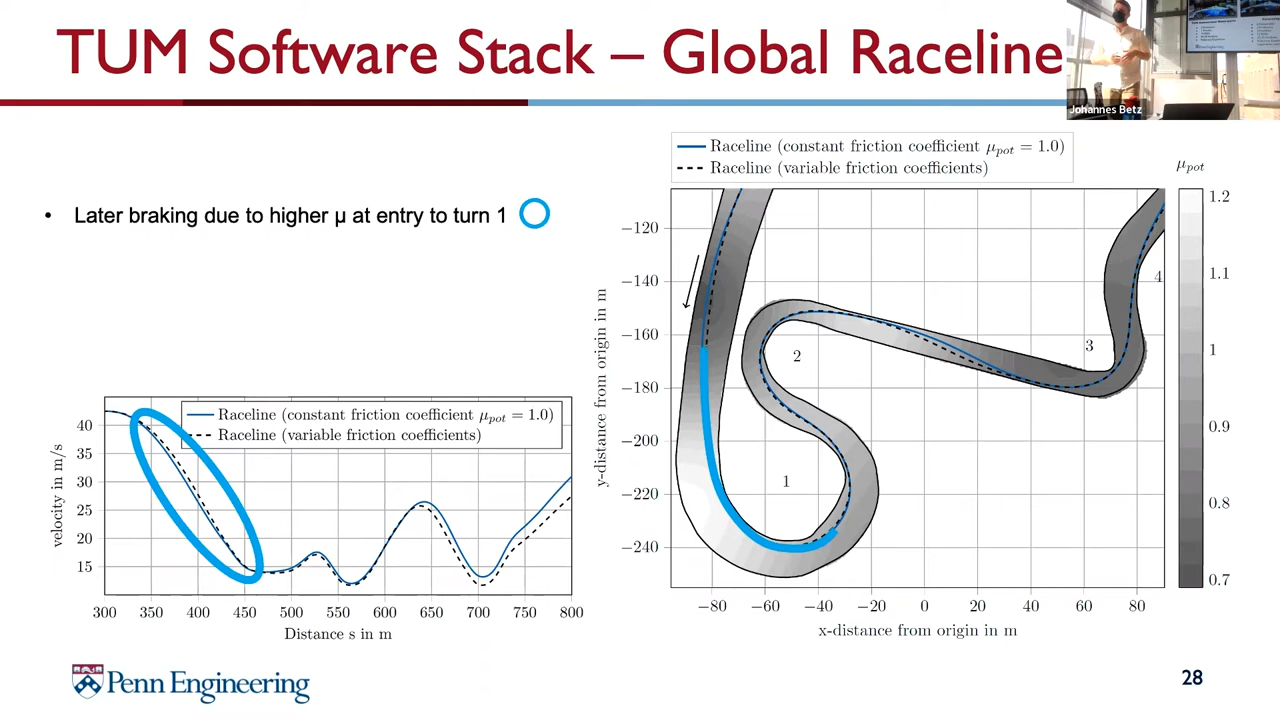 TUM Software Stack – Global Raceline
Johannes Betz
• Later braking due to higher μ at entry to turn 1
Raceline (constant friction coefficient μpot = 1.0)
Raceline (variable friction coefficients)
velocity in m/s
40
35
30
25
20
15
300 350 400 450 500 550 600 650 700 750 800
Distance s in m
Raceline (constant friction coefficient μpot = 1.0)
Raceline (variable friction coefficients)
y-distance from origin in m
−120
−140
−160
−180
−200
−220
−240
1
2
3
4
−80 −60 −40 −20 0 20 40 60 80
x-distance from origin in m
μpot
1.2
1.1
1
0.9
0.8
0.7
Penn Engineering
28